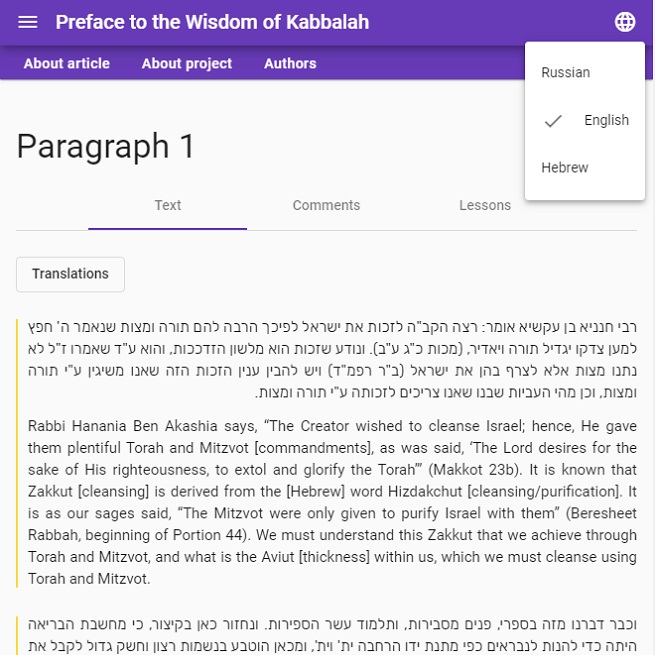 Preface to the Wisdom of Kabbalah
About article About project Authors
Russian
English
Hebrew
Paragraph 1
Text Comments Lessons
Translations
רבי חנניא בן עקשיא אומר: רצה הקב"ה לזכות את ישראל לפיכך הרבה להם תורה ומצות שנאמר ה' חפץ
למען צדקו יגדיל תורה ויאדיר, (מכות כ"ג ע"ב). ונודע שזכות הוא מלשון הזדככות, והוא ע"ד שאמרו ז"ל לא
נתנו מצות אלא לצרף בהן את ישראל (ב"ר רפמ"ד) ויש להבין ענין הזכות הזה שאנו משיגין ע"י תורה
ומצות, וכן מהי העביות שבנו שאנו צריכים לזכותה ע"י תורה ומצות.
Rabbi Hanania Ben Akashia says, “The Creator wished to cleanse Israel; hence, He gave
them plentiful Torah and Mitzvot [commandments], as was said, ‘The Lord desires for the
sake of His righteousness, to extol and glorify the Torah’” (Makkot 23b). It is known that
Zakkut [cleansing] is derived from the [Hebrew] word Hizdakchut [cleansing/purification]. It
is as our sages said, “The Mitzvot were only given to purify Israel with them” (Beresheet
Rabbah, beginning of Portion 44). We must understand this Zakkut that we achieve through
Torah and Mitzvot, and what is the Aviut [thickness] within us, which we must cleanse using
Torah and Mitzvot.
וכבר דברנו מזה בספרי, פנים מסבירות, ותלמוד עשר הספירות. ונחזור כאן בקיצור, כי מחשבת הבריאה
היתה כדי להנות לנבראים כפי מתנת ידו הרחבה ית' וית', ומכאן הוטבע בנשמות רצון וחשק גדול לקבל את